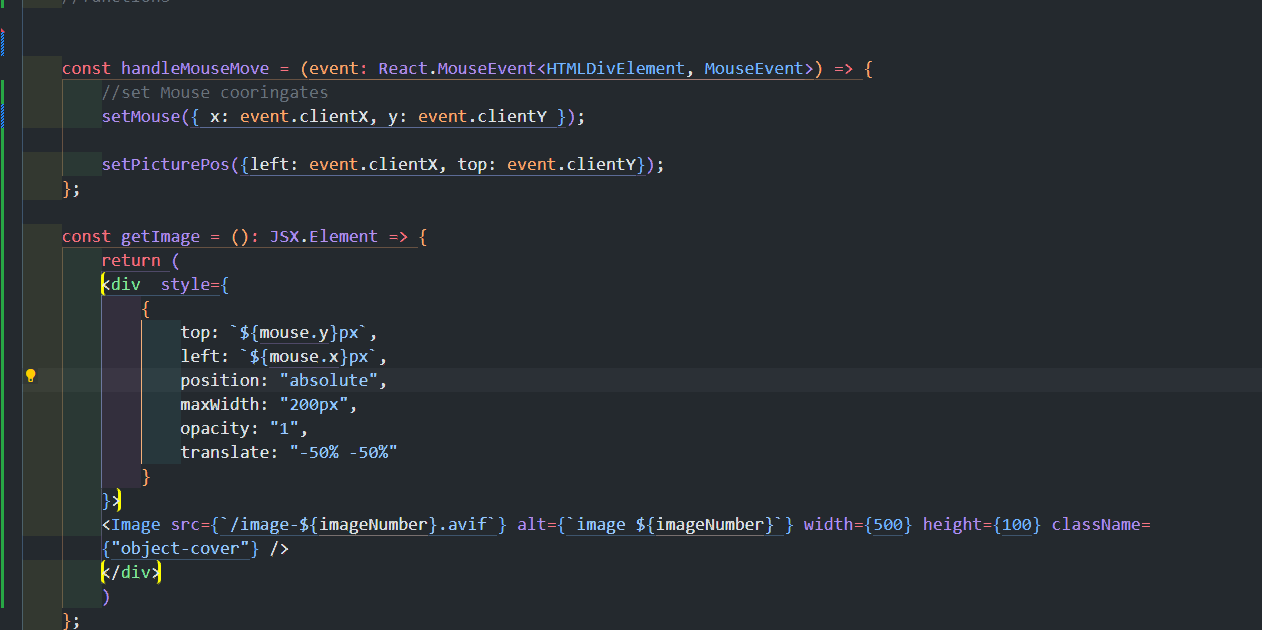 //functions
const handleMouseMove = (event: React.MouseEvent<HTMLDivElement, MouseEvent>) => {
//set Mouse cooringates
setMouse({ x: event.clientX, y: event.clientY });
setPicturePos({left: event.clientX, top: event.clientY});
};
const getImage = (): JSX.Element => {
return (
<div  style={
{
top: `${mouse.y}px`,
left: `${mouse.x}px`,
position: "absolute",
maxWidth: "200px",
opacity: "1",
translate: "-50% -50%"
}
}>
<Image src={`/image-${imageNumber}.avif`} alt={`image ${imageNumber}`} width={500} height={100} className=
{"object-cover"} />
</div>
)
};